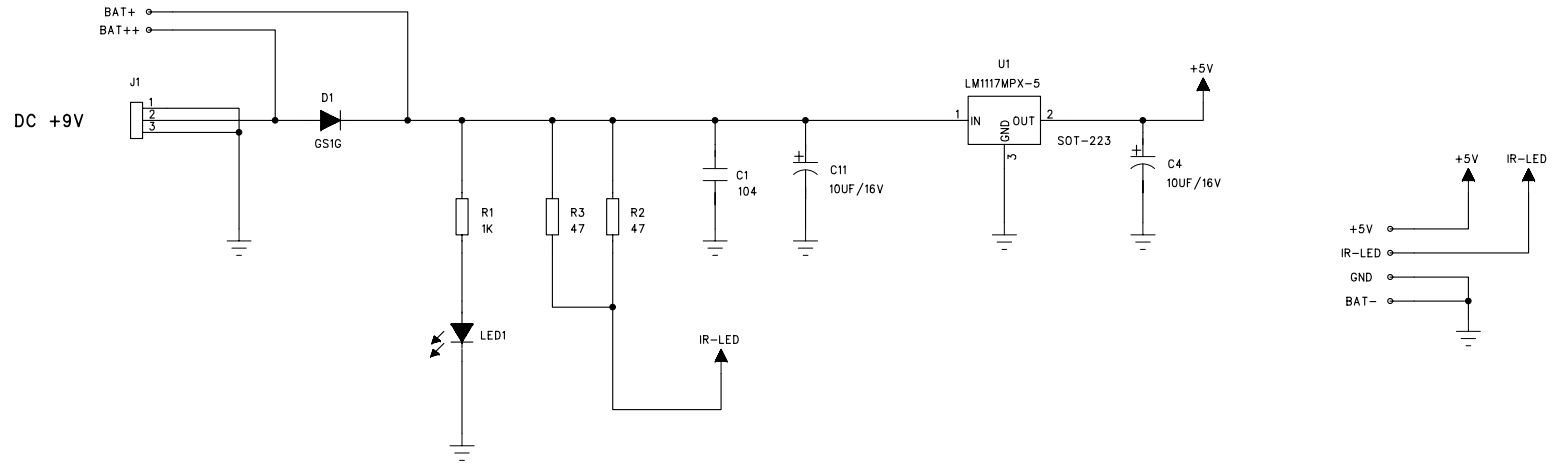 BAT+
BAT++
J1
1
2
3
DC +9V
D1
GS1G
R1
1K
LED1
R3
47
R2
47
IR-LED
C1
104
C11
+
10UF/16V
U1
LM1117MPX-5
1
IN
GND
OUT
2
3
SOT-223
+5V
+
C4
10UF/16V
+5V
IR-LED
+5V
IR-LED
GND
BAT-